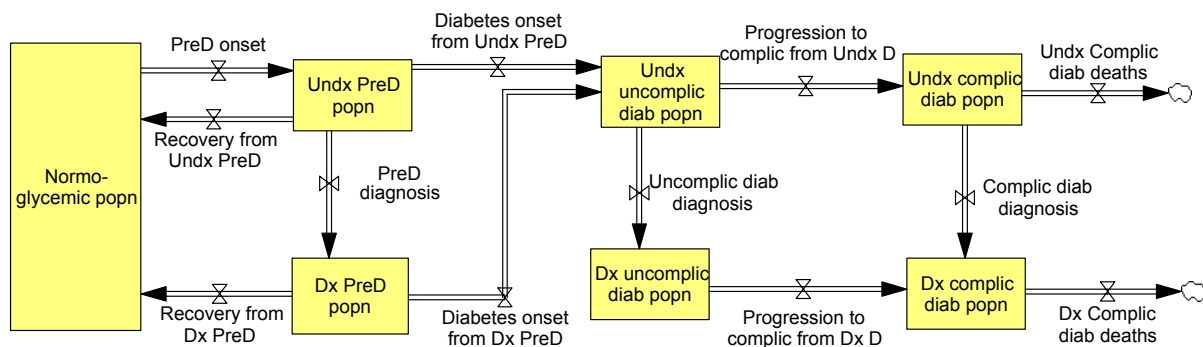 PreD onset
Diabetes onset
from Undx PreD
Progression to
complic from Undx D
Undx Complic
diab deaths
Undx PreD
popn
Undx
uncomplic
diab popn
Undx complic
diab popn
Recovery from
Undx PreD
Normo-
glycemic popn
PreD
diagnosis
Uncomplic diab
diagnosis
Complic diab
diagnosis
Dx PreD
popn
Dx uncomplic
diab popn
Dx complic
diab popn
Recovery from
Dx PreD
Diabetes onset
from Dx PreD
Progression to
complic from Dx D
Dx Complic
diab deaths